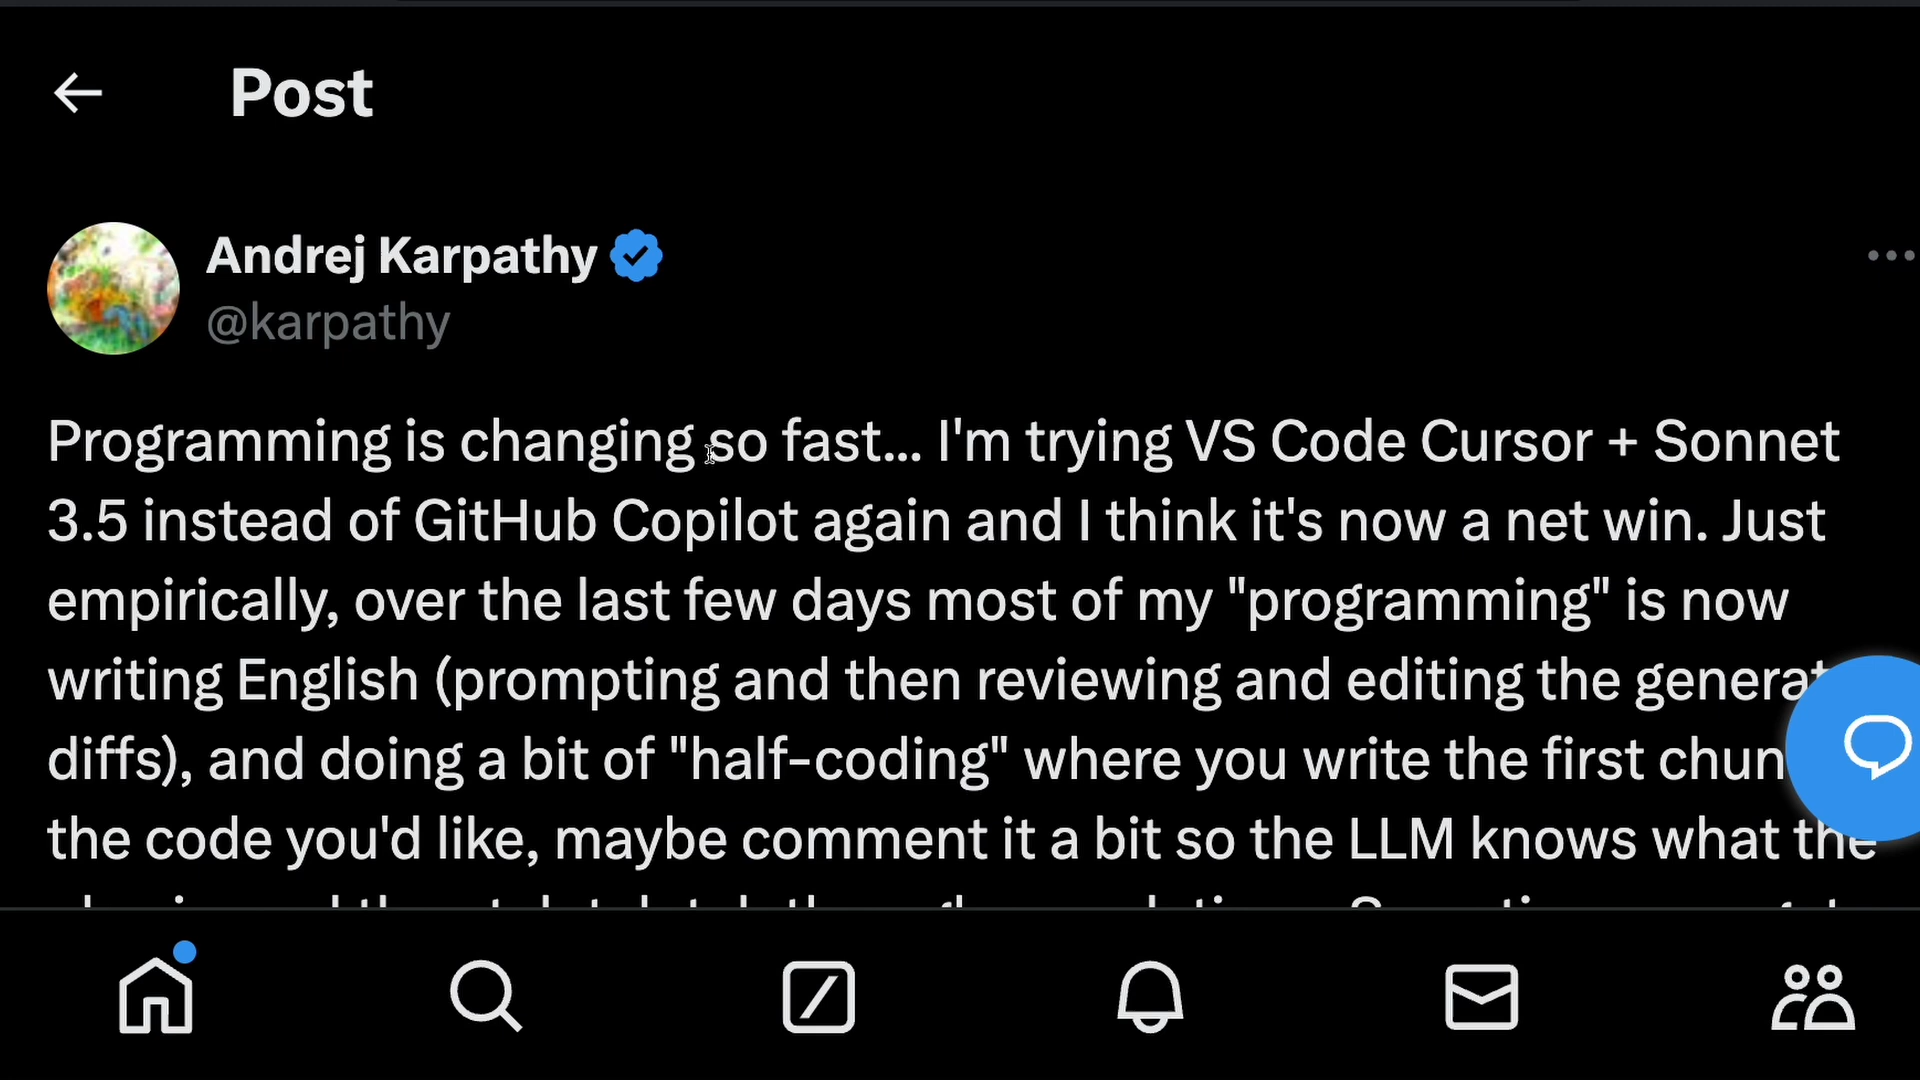 Post
Andrej Karpathy
@karpathy
Programming is changing so fast... I'm trying VS Code Cursor + Sonnet
3.5 instead of GitHub Copilot again and I think it's now a net win. Just
empirically, over the last few days most of my "programming" is now
writing English (prompting and then reviewing and editing the generat
diffs), and doing a bit of "half-coding" where you write the first chun
the code you'd like, maybe comment it a bit so the LLM knows what the